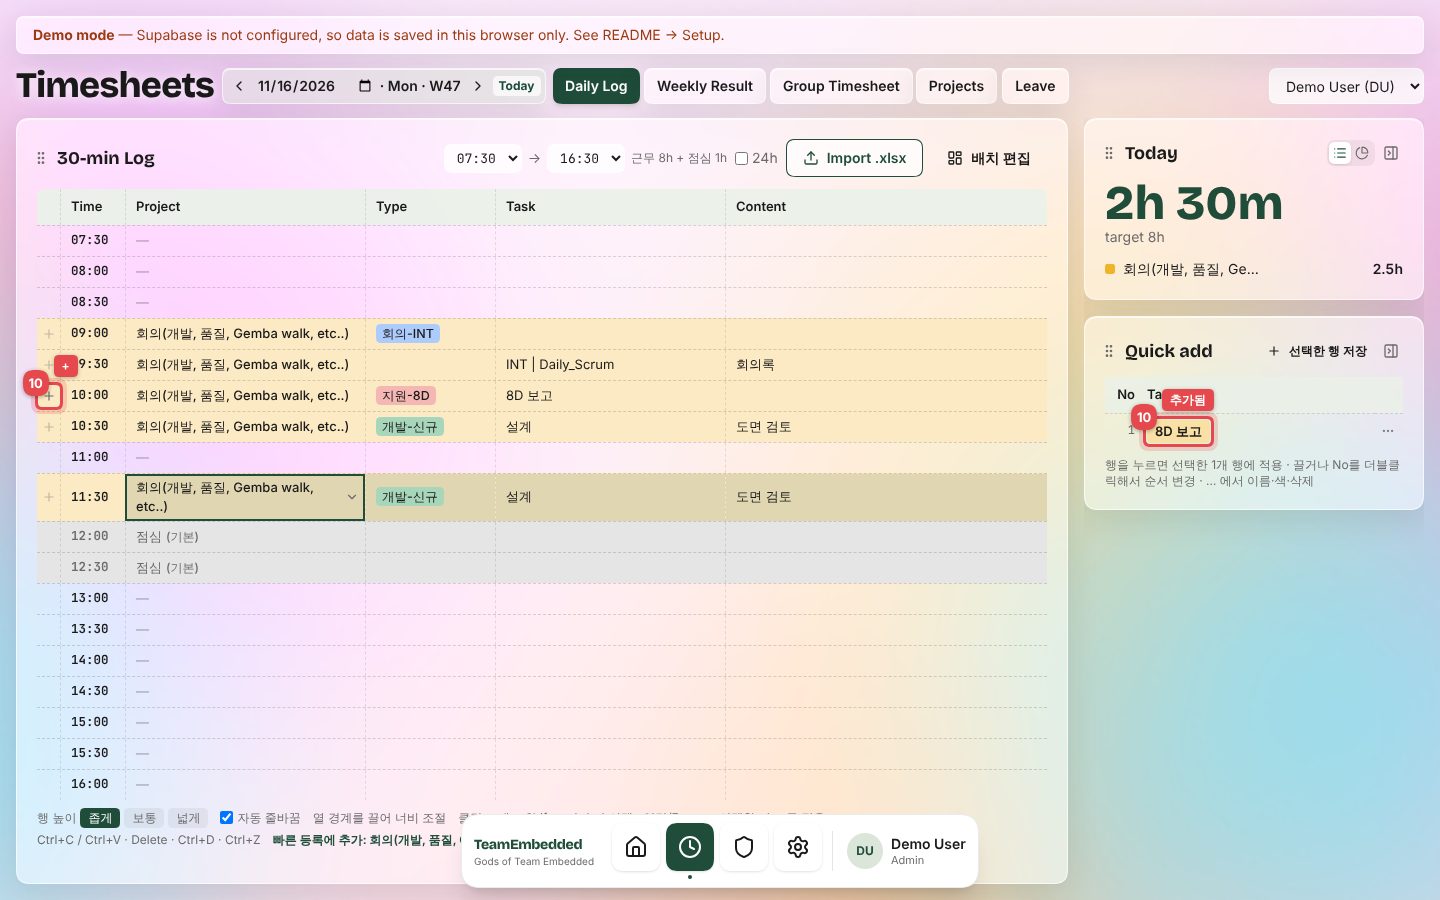 Demo mode — Supabase is not configured, so data is saved in this browser only. See README → Setup.
Timesheets
11/16/2026 · Mon · W47 Today
Daily Log
Weekly Result
Group Timesheet
Projects
Leave
Demo User (DU)
30-min Log
07:30 → 16:30 근무 8h + 점심 1h 24h
Import .xlsx
배치 편집
Time Project Type Task Content
07:30 —
08:00 —
08:30 —
+ 09:00 회의(개발, 품질, Gemba walk, etc..) 회의-INT
+ 9:30 INT | Daily_Scrum 회의록
10 + 10:00 회의(개발, 품질, Gemba walk, etc..) 지원-8D 8D 보고
+ 10:30 회의(개발, 품질, Gemba walk, etc..) 개발-신규 설계 도면 검토
11:00 —
+ 11:30 회의(개발, 품질, Gemba walk, etc..) 개발-신규 설계 도면 검토
12:00 점심 (기본)
12:30 점심 (기본)
13:00 —
13:30 —
14:00 —
14:30 —
15:00 —
15:30 —
16:00 —
행 높이 좁게 보통 넓게 자동 줄바꿈 열 경계를 끌어 너비 조절
Ctrl+C / Ctrl+V · Delete · Ctrl+D · Ctrl+Z 빠른 등록에 추가: 회의(개발, 품질,
Today
2h 30m
target 8h
회의(개발, 품질, Ge... 2.5h
Quick add
+ 선택한 행 저장
No Ta
추가됨
10
1 8D 보고 ...
행을 누르면 선택한 1개 행에 적용 · 끌거나 No를 더블클
릭해서 순서 변경 · ... 에서 이름·색·삭제
TeamEmbedded
Gods of Team Embedded
DU
Demo User
Admin